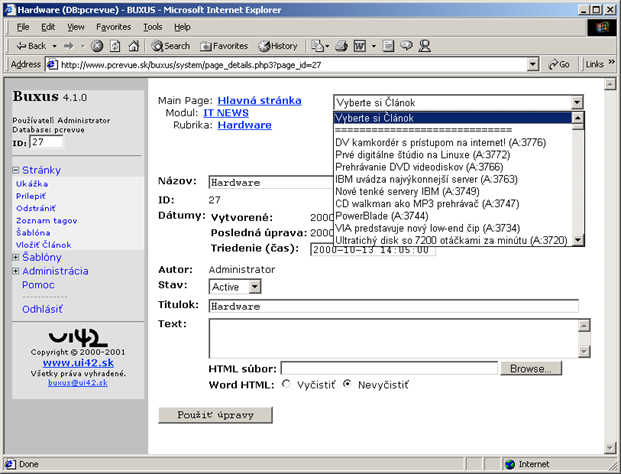 Hardware (DB:pcrevue) - BUXUS - Microsoft Internet Explorer
File Edit View Favorites Tools Help
Back Search Favorites History
Address http://www.pcrevue.sk/buxus/system/page_details.php3?page_id=27 Go Links »
Buxus 4.1.0
Používateľ: Administrator
Database: pcrevue
ID: 27
Stránky
Ukážka
Prilepiť
Odstrániť
Zoznam tagov
Šablóna
Vložiť Článok
Šablóny
Administrácia
Pomoc
------------
Odhlásiť
ui42
Copyright © 2000-2001
www.ui42.sk
Všetky práva vyhradené.
buxus@ui42.sk
Main Page: Hlavná stránka
Modul: IT NEWS
Rubrika: Hardware
Vyberte si Článok
Vyberte si Článok
==============================
DV kamkordér s prístupom na internet! (A:3776)
Prvé digitálne štúdio na Linuxe (A:3772)
Prehrávanie DVD videodiskov (A:3766)
IBM uvádza najvýkonnejší server (A:3763)
Nové tenké servery IBM (A:3749)
CD walkman ako MP3 prehrávač (A:3747)
PowerBlade (A:3744)
VIA predstavuje nový low-end čip (A:3734)
Ultratichý disk so 7200 otáčkami za minútu (A:3720)
Názov: Hardware
ID: 27
Dátumy: Vytvorené: 2000
Posledná úprava: 2000
Triedenie (čas): 2000-10-13 14:05:00
Autor: Administrator
Stav: Active
Titulok: Hardware
Text:
HTML súbor: Browse...
Word HTML: Vyčistiť Nevyčistiť
Použiť úpravy
Done Internet